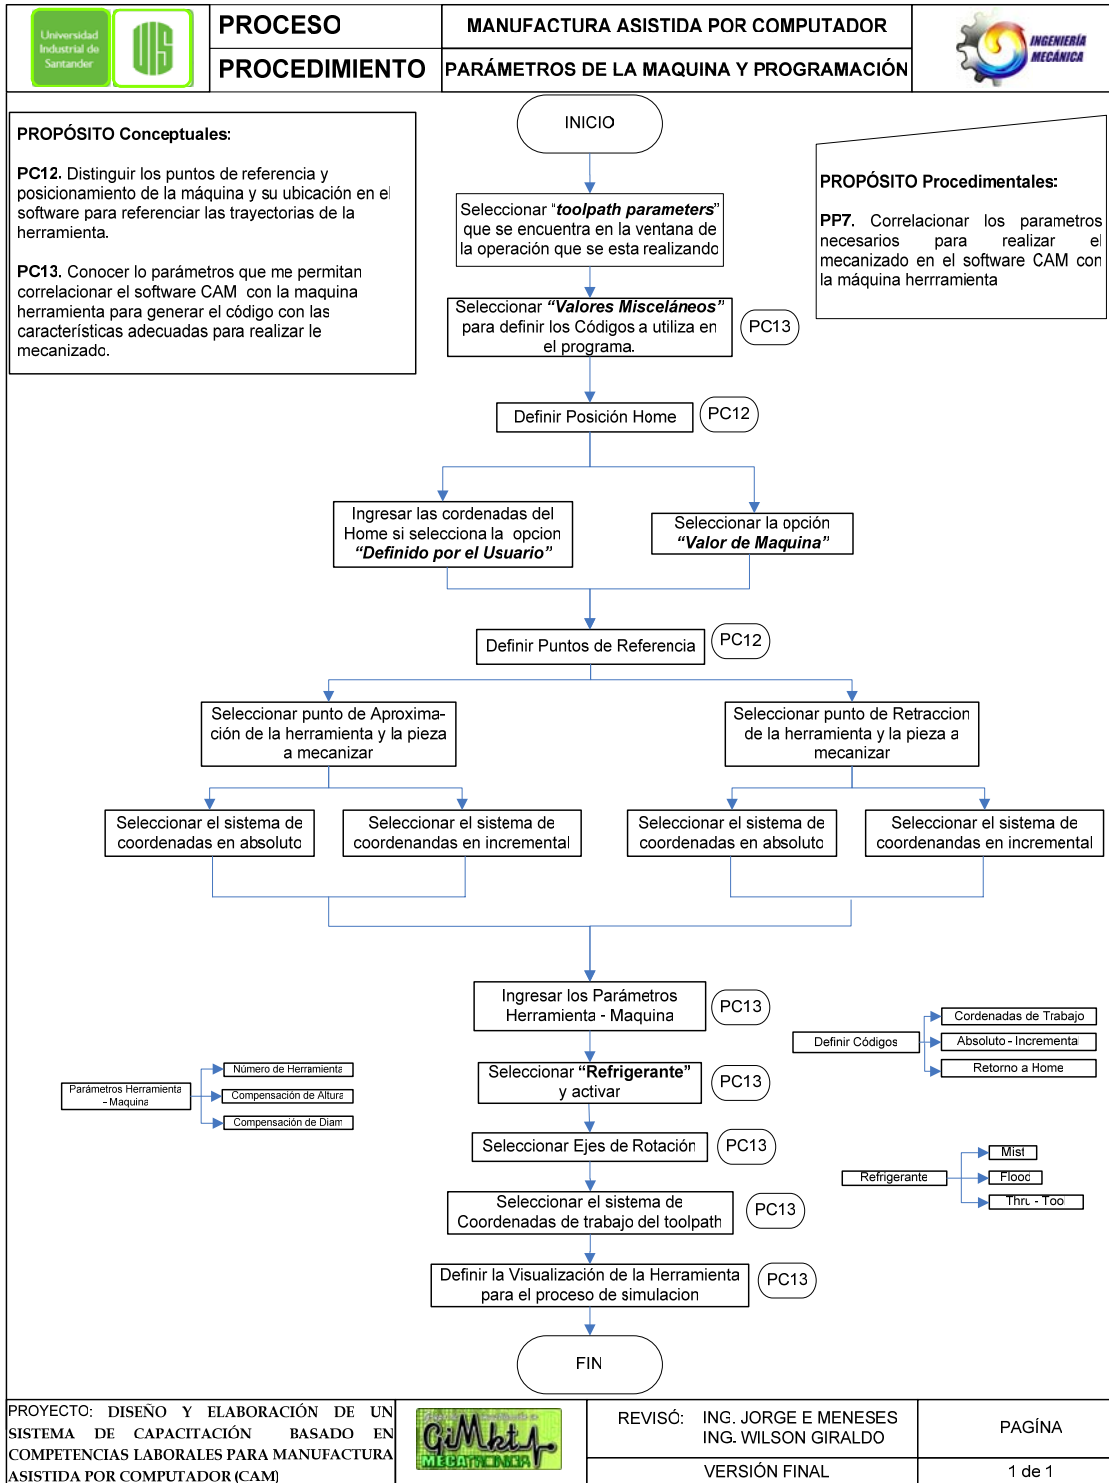 Universidad
Industrial de
Santander
UIS
PROCESO
MANUFACTURA ASISTIDA POR COMPUTADOR
PROCEDIMIENTO
PARÁMETROS DE LA MAQUINA Y PROGRAMACIÓN
INGENIERÍA
MECÁNICA
PROPÓSITO Conceptuales:
PC12. Distinguir los puntos de referencia y
posicionamiento de la máquina y su ubicación en el
software para referenciar las trayectorias de la
herramienta.
PC13. Conocer lo parámetros que me permitan
correlacionar el software CAM con la maquina
herramienta para generar el código con las
características adecuadas para realizar le
mecanizado.
INICIO
PROPÓSITO Procedimentales:
PP7. Correlacionar los parametros
necesarios para realizar el
mecanizado en el software CAM con
la máquina herrramienta
Seleccionar "toolpath parameters"
que se encuentra en la ventana de
la operación que se esta realizando
Seleccionar "Valores Misceláneos"
para definir los Códigos a utiliza en
el programa.
PC13
Definir Posición Home
PC12
Ingresar las cordenadas del
Home si selecciona la opcion
"Definido por el Usuario"
Seleccionar la opción
"Valor de Maquina"
Definir Puntos de Referencia
PC12
Seleccionar punto de Aproxima-
ción de la herramienta y la pieza
a mecanizar
Seleccionar punto de Retraccion
de la herramienta y la pieza a
mecanizar
Seleccionar el sistema de
coordenadas en absoluto
Seleccionar el sistema de
coordenandas en incremental
Seleccionar el sistema de
coordenadas en absoluto
Seleccionar el sistema de
coordenandas en incremental
Ingresar los Parámetros
Herramienta - Maquina
PC13
Seleccionar "Refrigerante"
y activar
PC13
Seleccionar Ejes de Rotación
PC13
Seleccionar el sistema de
Coordenadas de trabajo del toolpath
PC13
Definir la Visualización de la Herramienta
para el proceso de simulacion
PC13
FIN
Parámetros Herramienta
- Maquina
Número de Herramienta
Compensación de Altura
Compensación de Diam
Definir Códigos
Cordenadas de Trabajo
Absoluto - Incremental
Retorno a Home
Refrigerante
Mist
Flood
Thru - Tool
PROYECTO: DISEÑO Y ELABORACIÓN DE UN
SISTEMA DE CAPACITACIÓN BASADO EN
COMPETENCIAS LABORALES PARA MANUFACTURA
ASISTIDA POR COMPUTADOR (CAM)
GiMkt
MECATRONICA
REVISÓ: ING. JORGE E MENESES
ING. WILSON GIRALDO
VERSIÓN FINAL
PAGÍNA
1 de 1